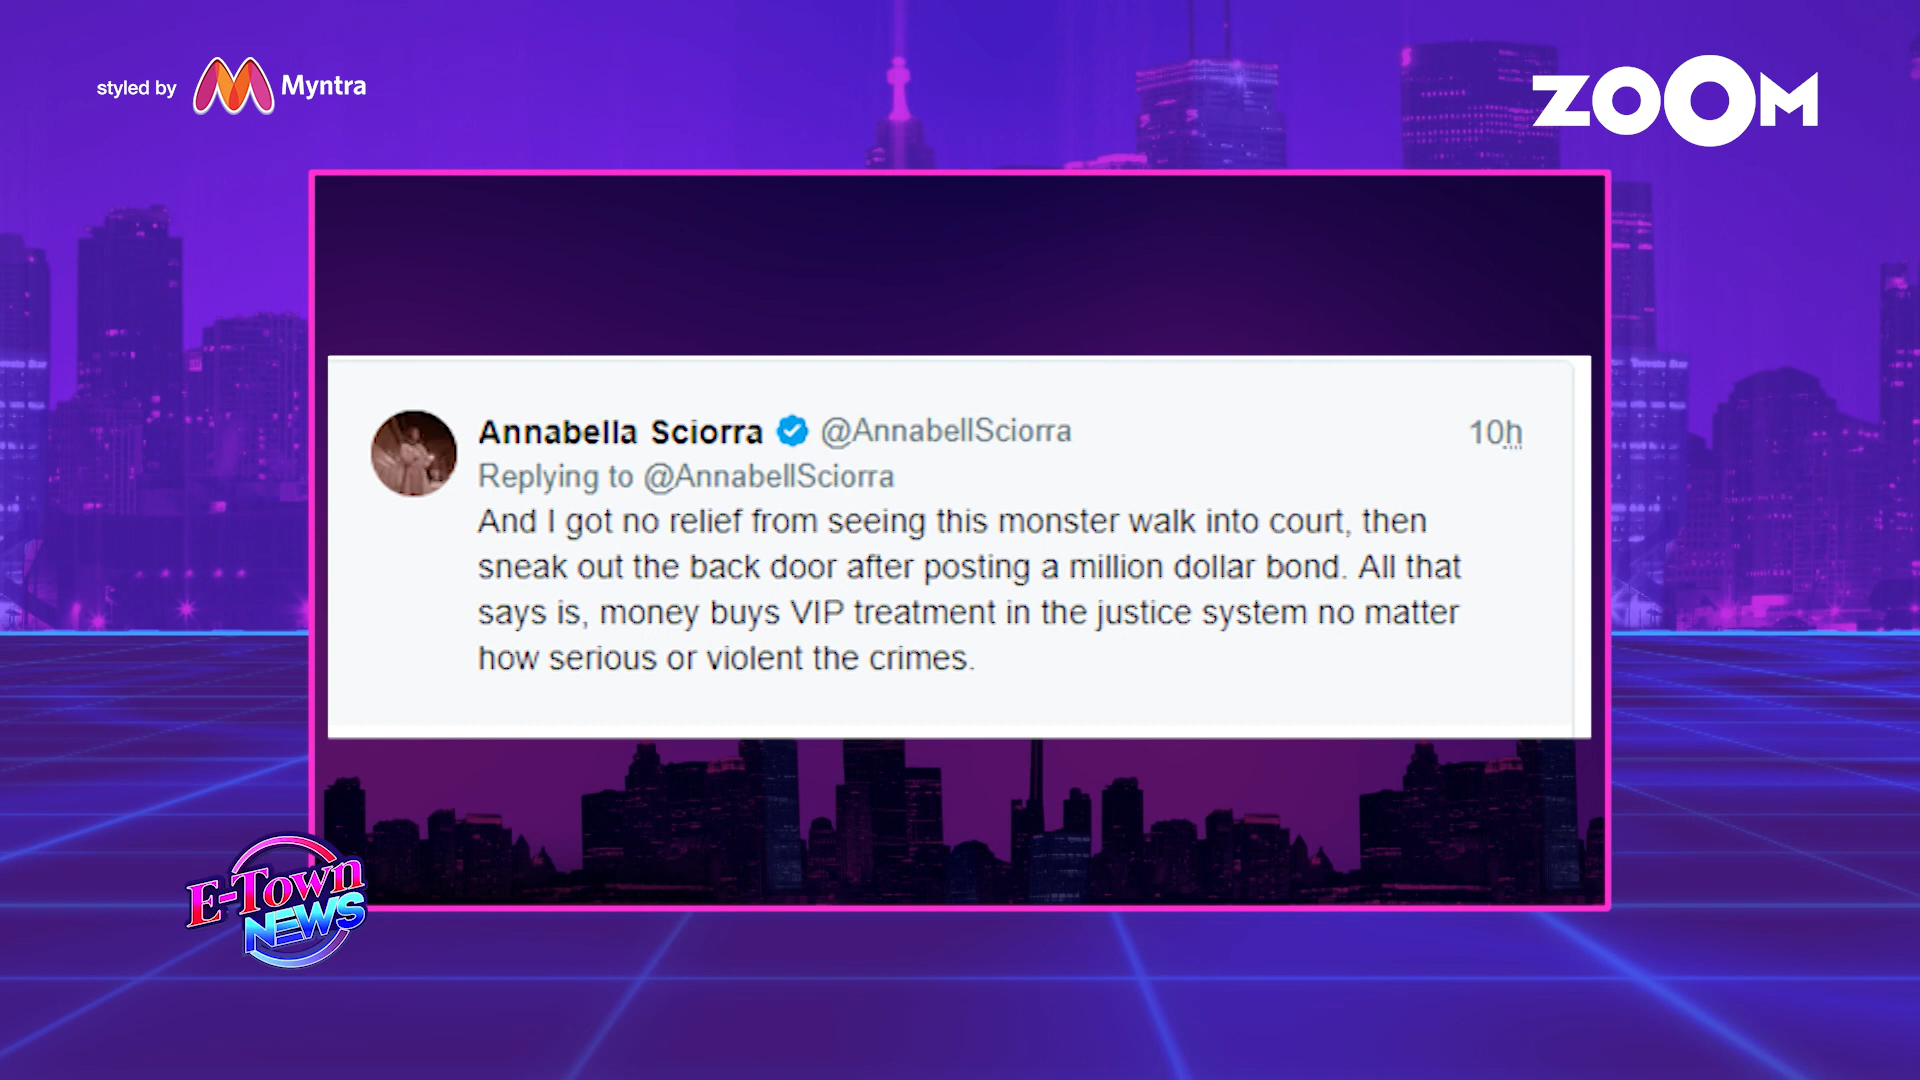 styled by Myntra
ZOOM
Annabella Sciorra @AnnabellSciorra 10h
Replying to @AnnabellSciorra
And I got no relief from seeing this monster walk into court, then
sneak out the back door after posting a million dollar bond. All that
says is, money buys VIP treatment in the justice system no matter
how serious or violent the crimes.
E-Town
NEWS
Toronto Star